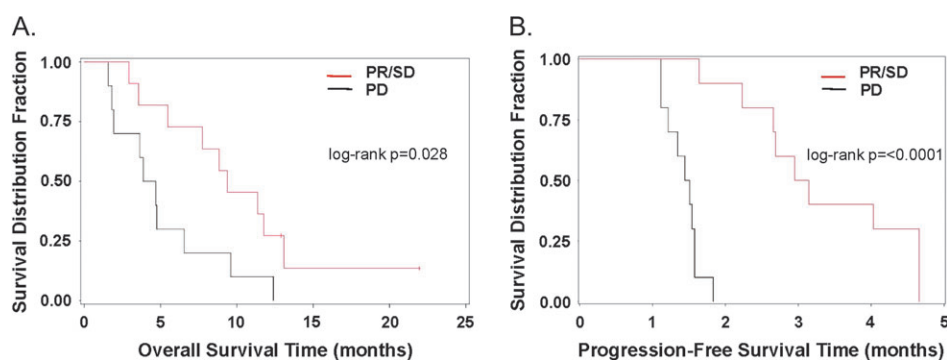 A.
Survival Distribution Fraction
1.00
0.75
0.50
0.25
0.00
PR/SD
PD
log-rank p=0.028
0 5 10 15 20 25
Overall Survival Time (months)
B.
Survival Distribution Fraction
1.00
0.75
0.50
0.25
0.00
PR/SD
PD
log-rank p=<0.0001
0 1 2 3 4 5
Progression-Free Survival Time (months)